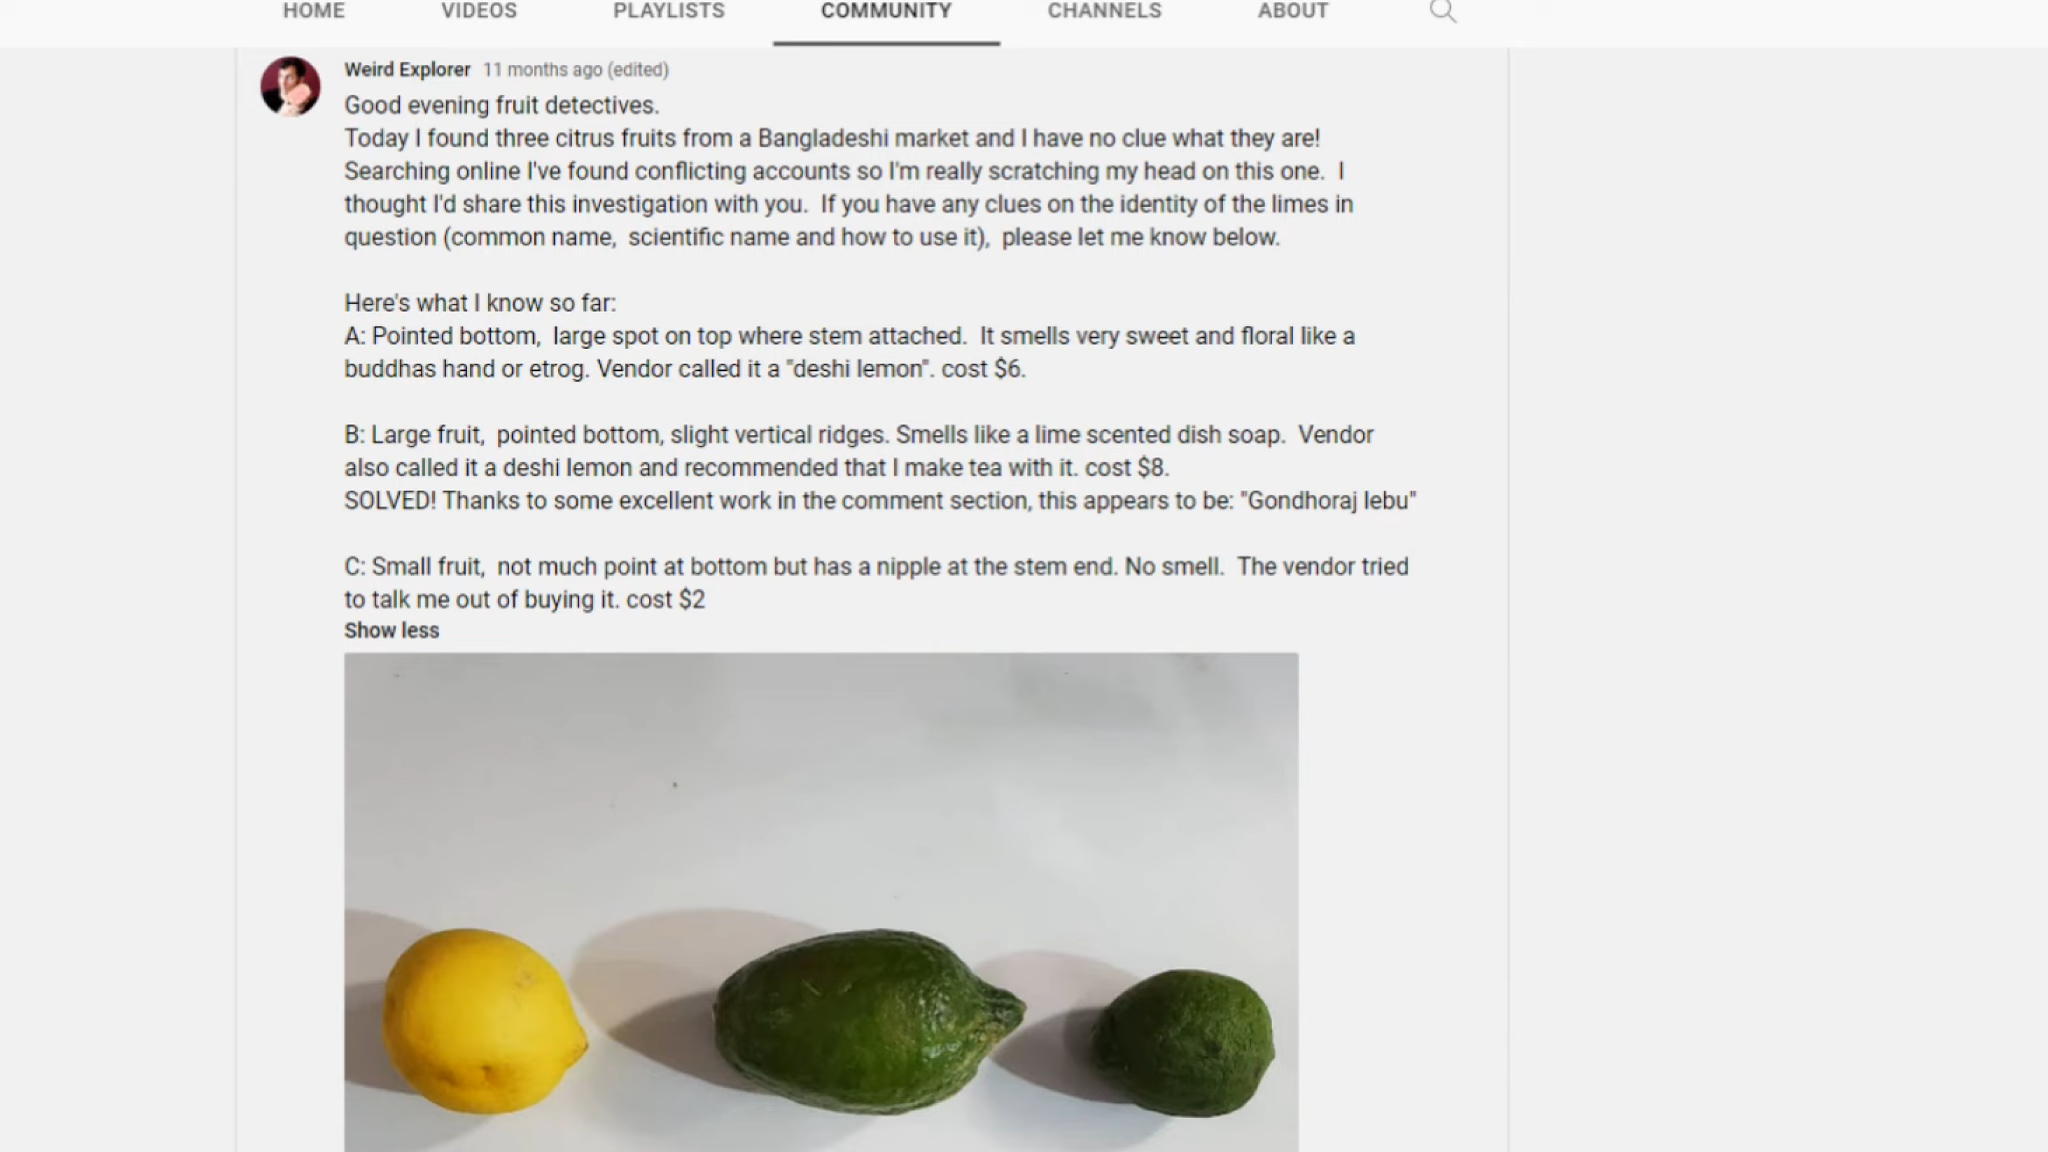 HOME VIDEOS PLAYLISTS COMMUNITY CHANNELS ABOUT
Weird Explorer 11 months ago (edited)
Good evening fruit detectives.
Today I found three citrus fruits from a Bangladeshi market and I have no clue what they are!
Searching online I've found conflicting accounts so I'm really scratching my head on this one. I
thought I'd share this investigation with you. If you have any clues on the identity of the limes in
question (common name, scientific name and how to use it), please let me know below.
Here's what I know so far:
A: Pointed bottom, large spot on top where stem attached. It smells very sweet and floral like a
buddhas hand or etrog. Vendor called it a "deshi lemon". cost $6.
B: Large fruit, pointed bottom, slight vertical ridges. Smells like a lime scented dish soap. Vendor
also called it a deshi lemon and recommended that I make tea with it. cost $8.
SOLVED! Thanks to some excellent work in the comment section, this appears to be: "Gondhoraj lebu"
C: Small fruit, not much point at bottom but has a nipple at the stem end. No smell. The vendor tried
to talk me out of buying it. cost $2
Show less